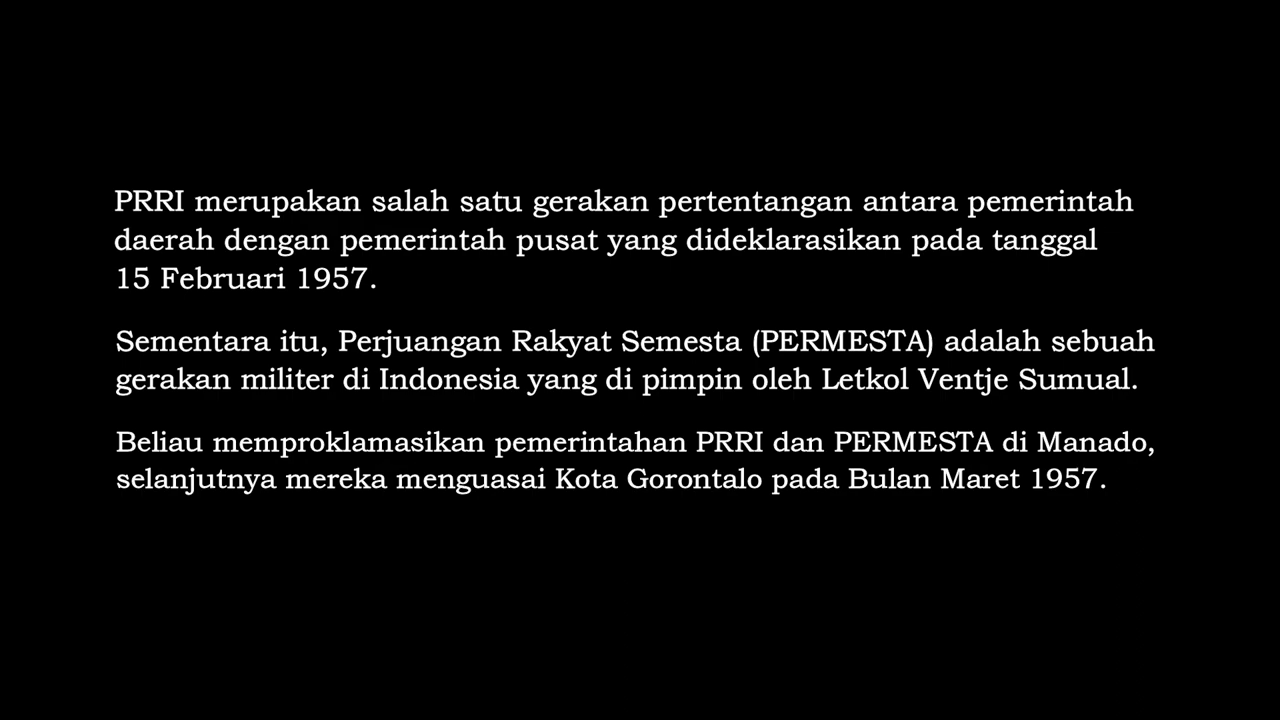 PRRI merupakan salah satu gerakan pertentangan antara pemerintah
daerah dengan pemerintah pusat yang dideklarasikan pada tanggal
15 Februari 1957.
Sementara itu, Perjuangan Rakyat Semesta (PERMESTA) adalah sebuah
gerakan militer di Indonesia yang di pimpin oleh Letkol Ventje Sumual.
Beliau memproklamasikan pemerintahan PRRI dan PERMESTA di Manado,
selanjutnya mereka menguasai Kota Gorontalo pada Bulan Maret 1957.